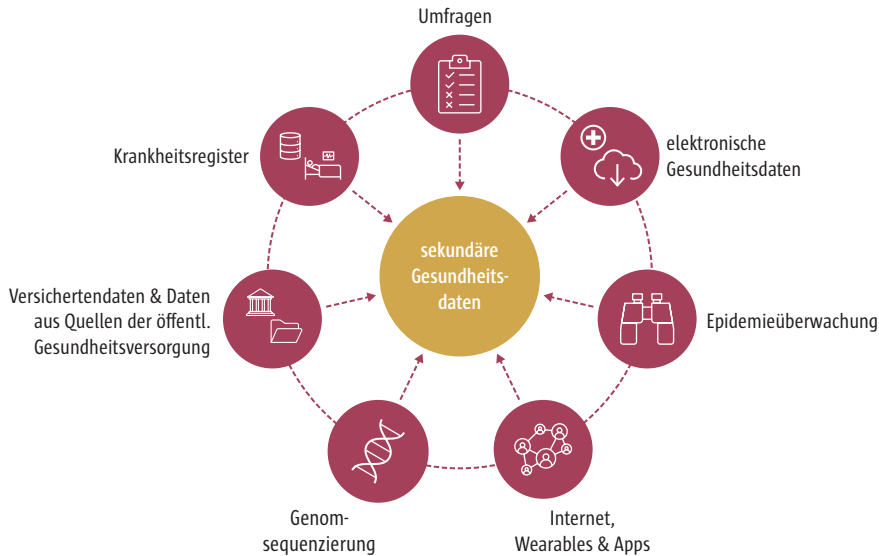 Umfragen
elektronische
Gesundheitsdaten
Krankheitsregister
sekundäre
Gesundheits-
daten
Versichertendaten & Daten
aus Quellen der öffentl.
Gesundheitsversorgung
Epidemieüberwachung
Genom-
sequenzierung
Internet,
Wearables & Apps